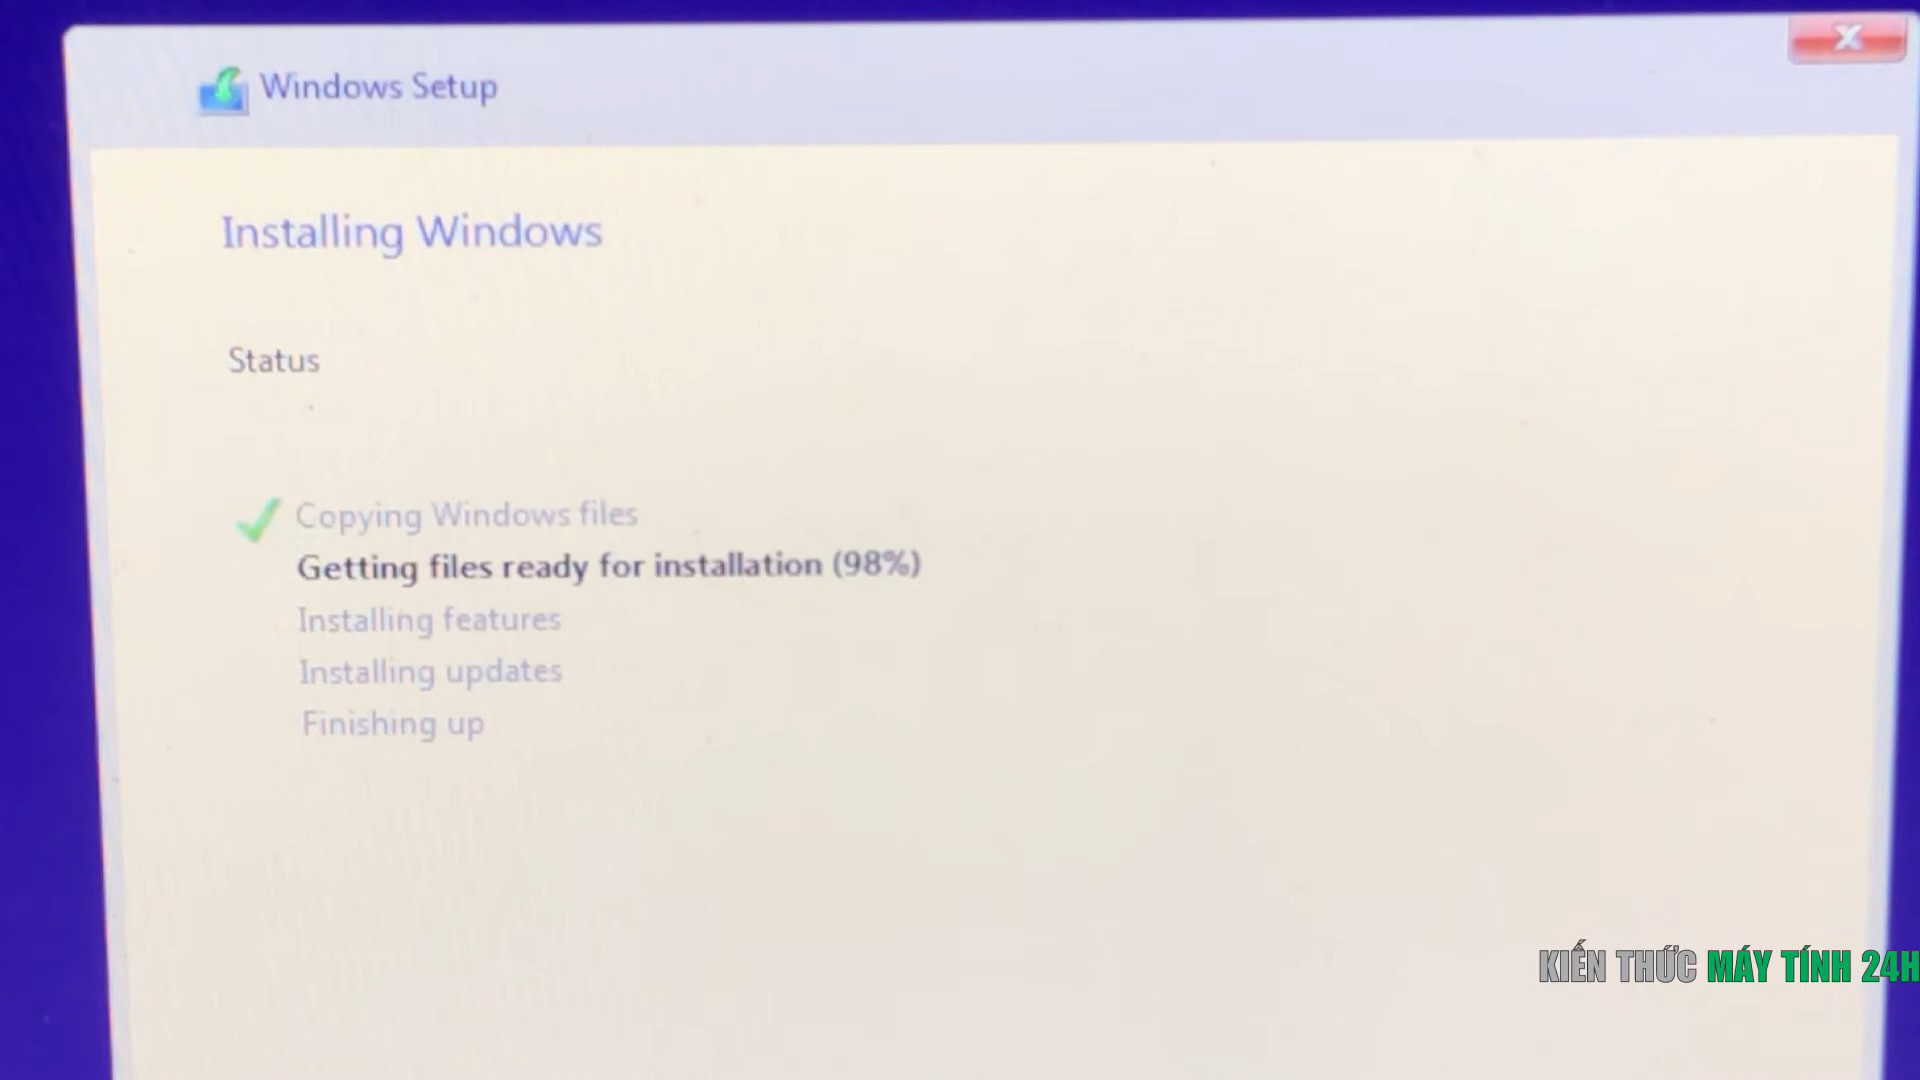 Windows Setup
Installing Windows
Status
Copying Windows files
Getting files ready for installation (98%)
Installing features
Installing updates
Finishing up
KIẾN THỨC MÁY TÍNH 24H